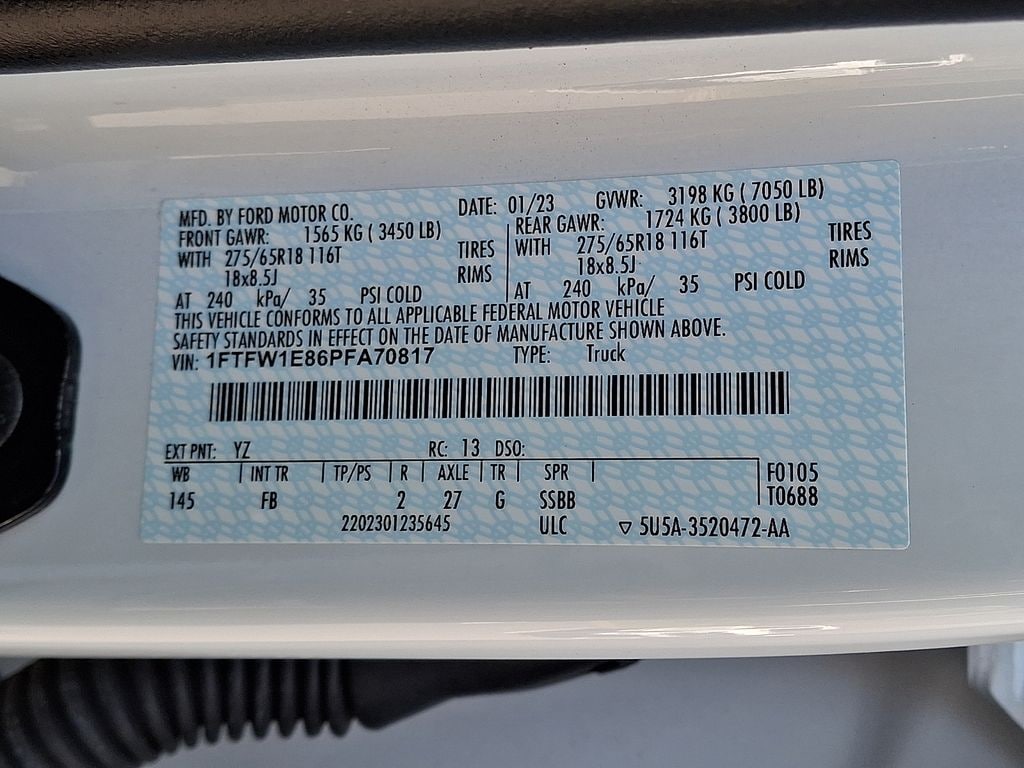 MFD. BY FORD MOTOR CO. DATE: 01/23 GVWR: 3198 KG ( 7050 LB)
FRONT GAWR: 1565 KG ( 3450 LB) REAR GAWR: 1724 KG ( 3800 LB)
WITH 275/65R18 116T TIRES WITH 275/65R18 116T TIRES
18x8.5J RIMS 18x8.5J RIMS
AT 240 kPa/ 35 PSI COLD AT 240 kPa/ 35 PSI COLD
THIS VEHICLE CONFORMS TO ALL APPLICABLE FEDERAL MOTOR VEHICLE
SAFETY STANDARDS IN EFFECT ON THE DATE OF MANUFACTURE SHOWN ABOVE.
VIN: 1FTFW1E86PFA70817 TYPE: Truck
EXT PNT: YZ RC: 13 DSO:
WB INT TR TP/PS R AXLE TR SPR F0105
145 FB 2 27 G SSBB T0688
2202301235645 ULC ▽ 5U5A-3520472-AA